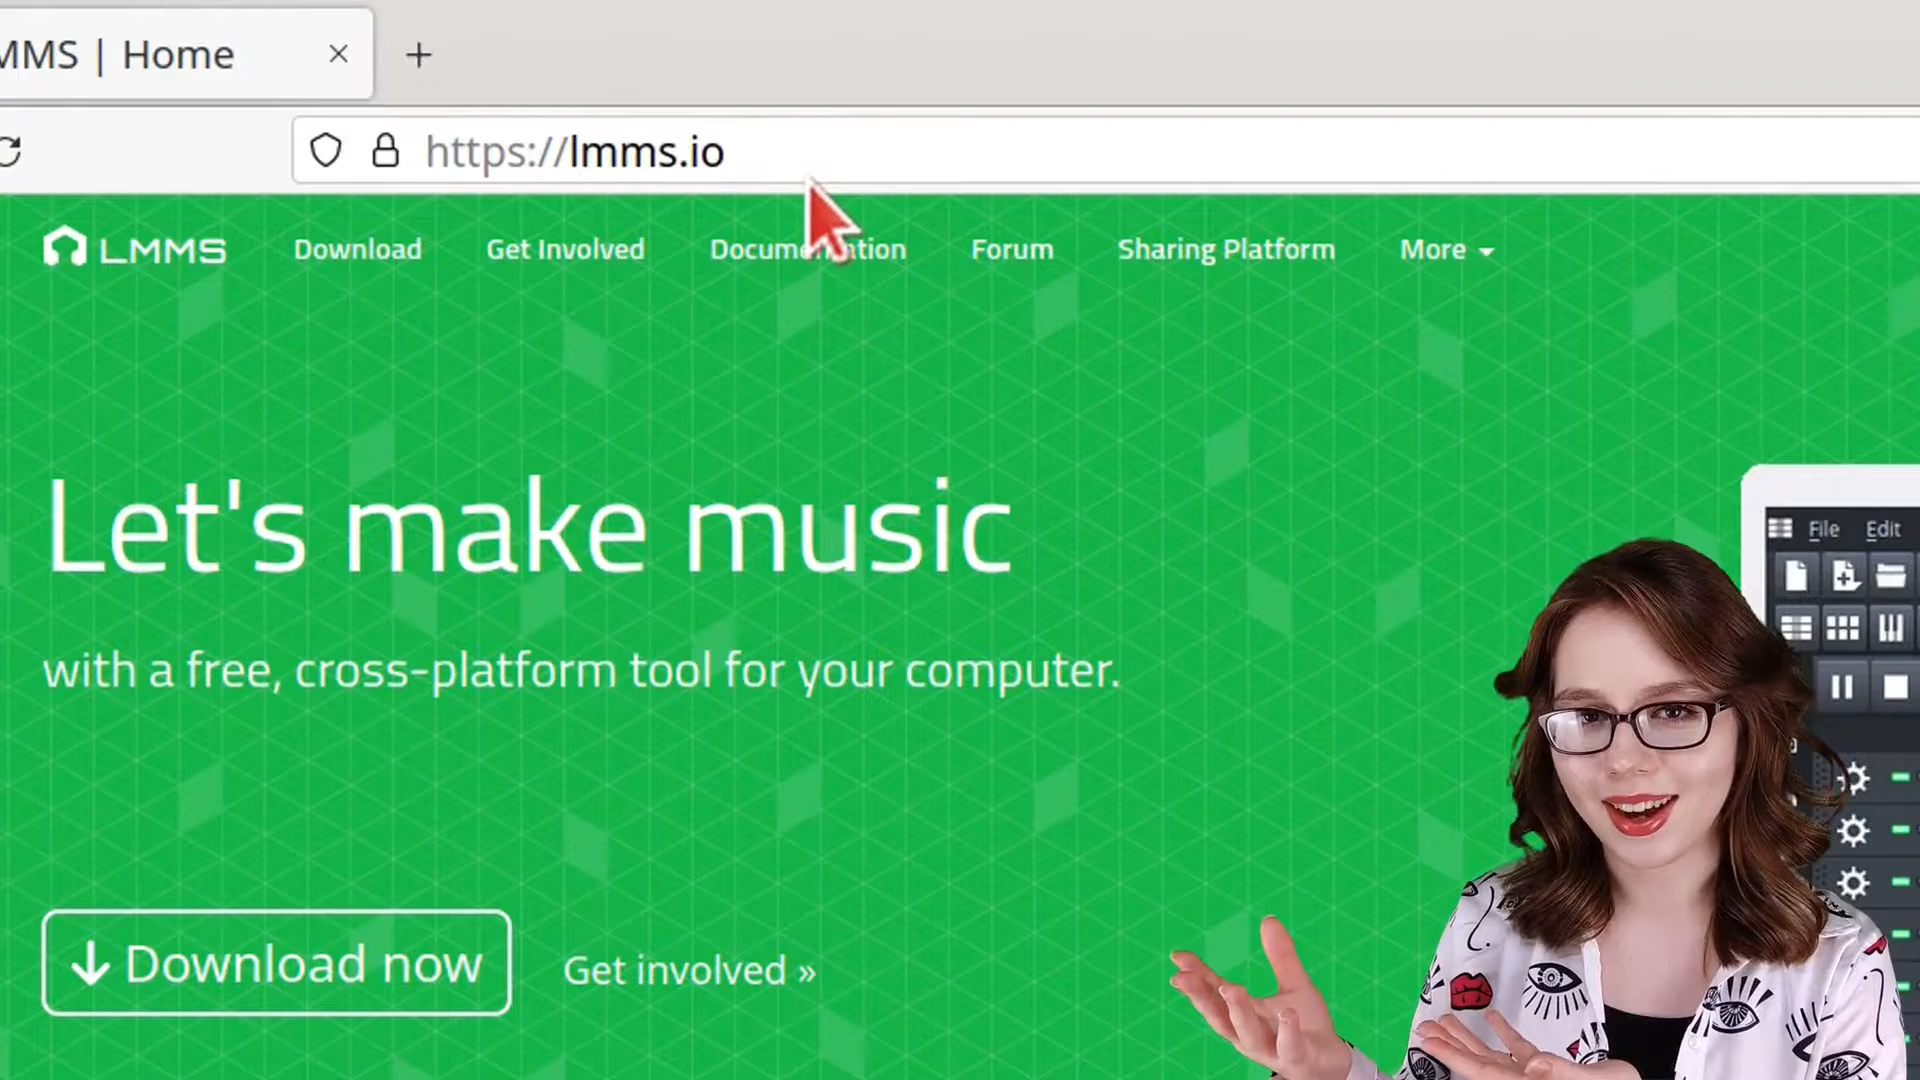 MMS | Home
https://lmms.io
LMMS Download Get Involved Documentation Forum Sharing Platform More
Let's make music
with a free, cross-platform tool for your computer.
File Edit
Download now Get involved »